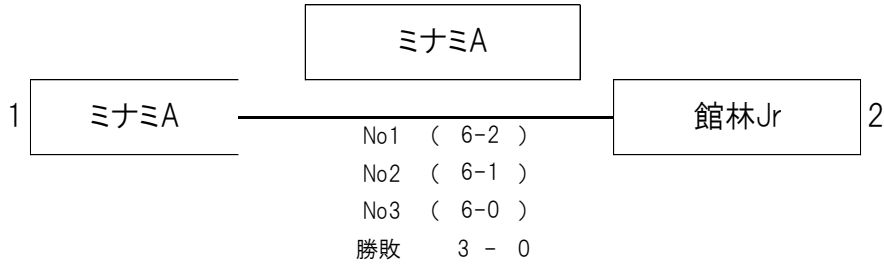 ミナミA
1 ミナミA 館林Jr 2
No1 ( 6-2 )
No2 ( 6-1 )
No3 ( 6-0 )
勝敗 3 - 0